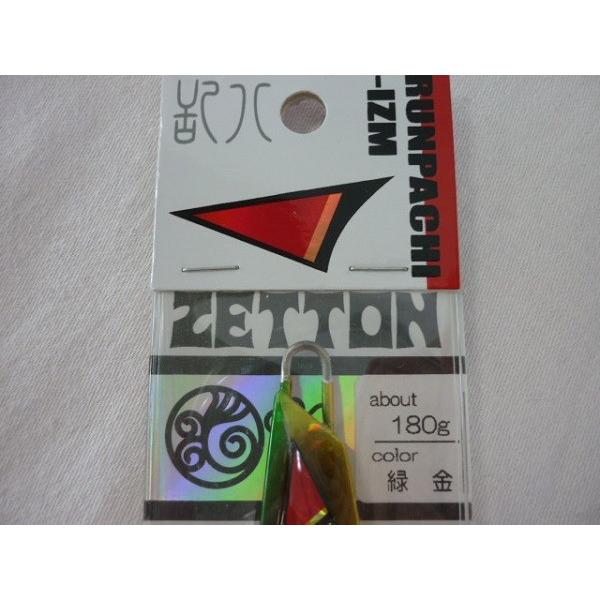 RUNPACHI
-IZM
ZETTON
about
180g
color
緑 金